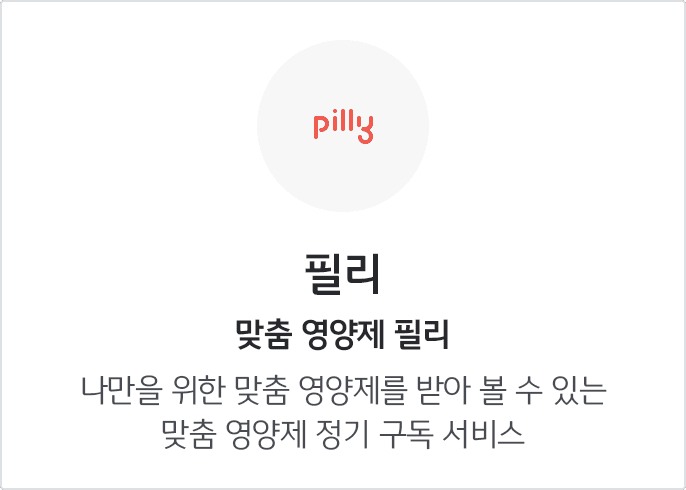 pilly
필리
맞춤 영양제 필리
나만을 위한 맞춤 영양제를 받아 볼 수 있는
맞춤 영양제 정기 구독 서비스